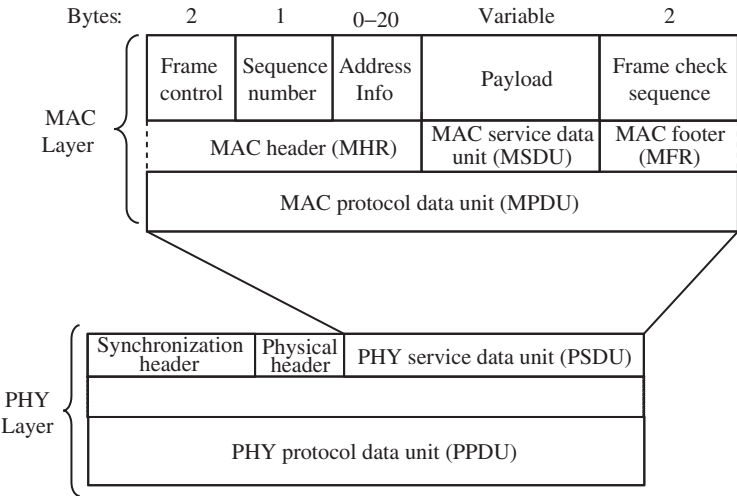 Bytes: 2 1 0–20 Variable 2
Frame control
Sequence number
Address Info
Payload
Frame check sequence
MAC Layer
MAC header (MHR)
MAC service data unit (MSDU)
MAC footer (MFR)
MAC protocol data unit (MPDU)
Synchronization header
Physical header
PHY service data unit (PSDU)
PHY Layer
PHY protocol data unit (PPDU)